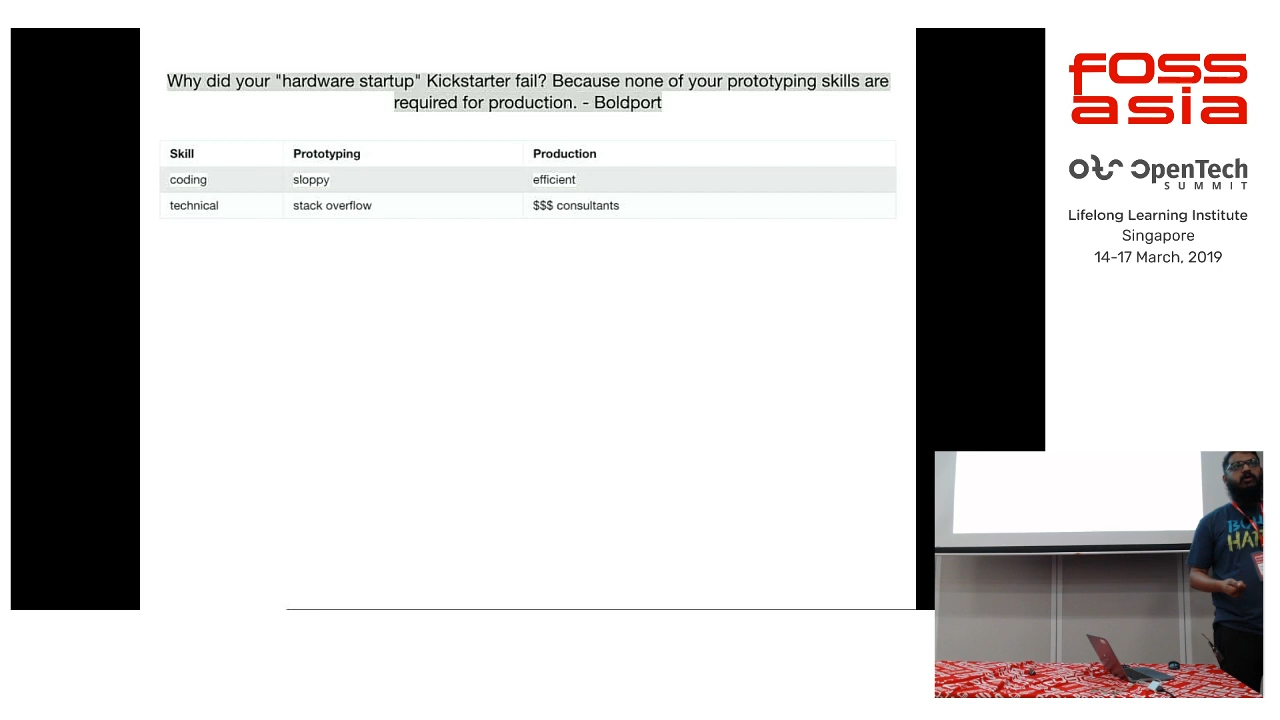 Why did your "hardware startup" Kickstarter fail? Because none of your prototyping skills are
required for production. - Boldport
Skill Prototyping Production
coding sloppy efficient
technical stack overflow $$$ consultants
FOSS
asia
OpenTech
SUMMIT
Lifelong Learning Institute
Singapore
14-17 March, 2019